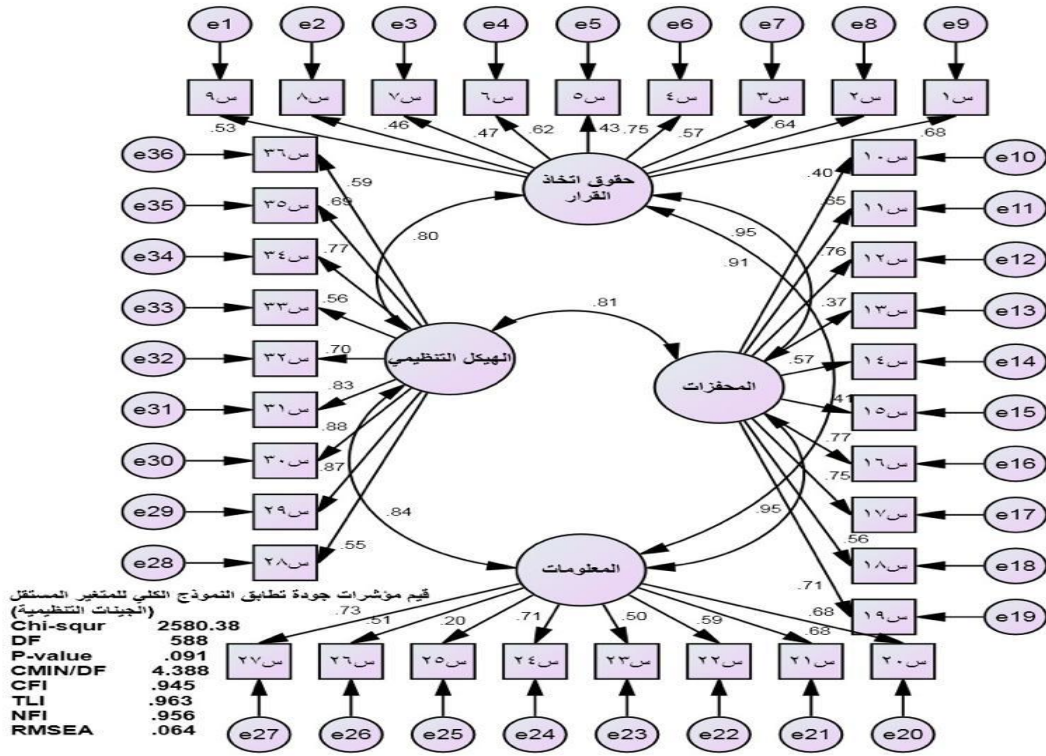 e1 e2 e3 e4 e5 e6 e7 e8 e9
س٩ س٨ س٧ س٦ س٥ س٤ س٣ س٢ س١
.53 .46 .47 .62 .43 .75 .57 .64 .68
حقوق اتخاذ
القرار
e36 س٣٦ .59
e35 س٣٥ .69
e34 س٣٤ .77
e33 س٣٣ .56
e32 س٣٢ .70
e31 س٣١ .83
e30 س٣٠ .88
e29 س٢٩ .87
e28 س٢٨ .55
الهيكل التنظيمي
.80
.81
.84
.95
.91
.95
المحفزات
.40 س١٠ e10
.65 س١١ e11
.76 س١٢ e12
.37 س١٣ e13
.57 س١٤ e14
.41 س١٥ e15
.77 س١٦ e16
.75 س١٧ e17
.56 س١٨ e18
.71 س١٩ e19
المعلومات
.73 .51 .20 .71 .50 .59 .68 .68
س٢٧ س٢٦ س٢٥ س٢٤ س٢٣ س٢٢ س٢١ س٢٠
e27 e26 e25 e24 e23 e22 e21 e20
قيم مؤشرات جودة تطابق النموذج الكلي للمتغير المستقل
(الجينات التنظيمية)
Chi-squr 2580.38
DF 588
P-value .091
CMIN/DF 4.388
CFI .945
TLI .963
NFI .956
RMSEA .064